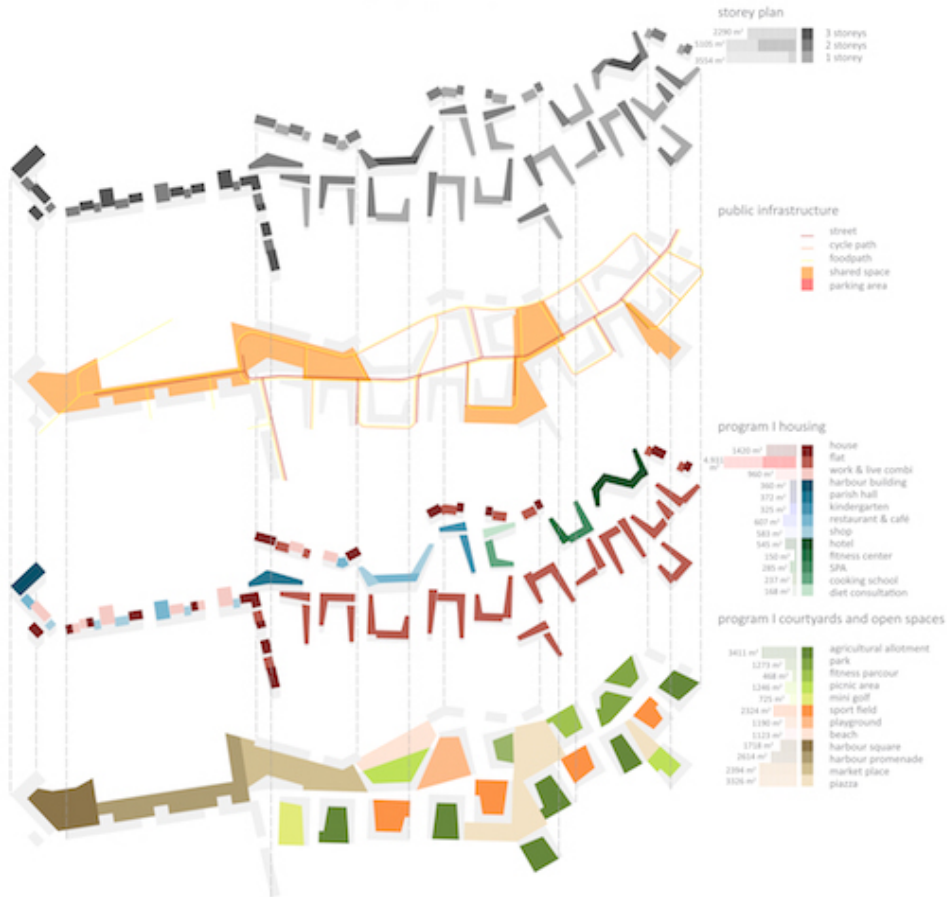 storey plan
2290 m² 3 storeys
5105 m² 2 storeys
3554 m² 1 storey
public infrastructure
street
cycle path
foodpath
shared space
parking area
program I housing
house
1420 m² flat
4.931 m² work & live combi
960 m²
360 m² harbour building
372 m² parish hall
325 m² kindergarten
607 m² restaurant & café
583 m² shop
545 m² hotel
150 m² fitness center
285 m² SPA
237 m² cooking school
168 m² diet consultation
program I courtyards and open spaces
3411 m² agricultural allotment
1273 m² park
468 m² fitness parcour
1246 m² picnic area
725 m² mini golf
2324 m² sport field
1190 m² playground
1123 m² beach
1718 m² harbour square
2614 m² harbour promenade
2394 m² market place
3326 m² piazza